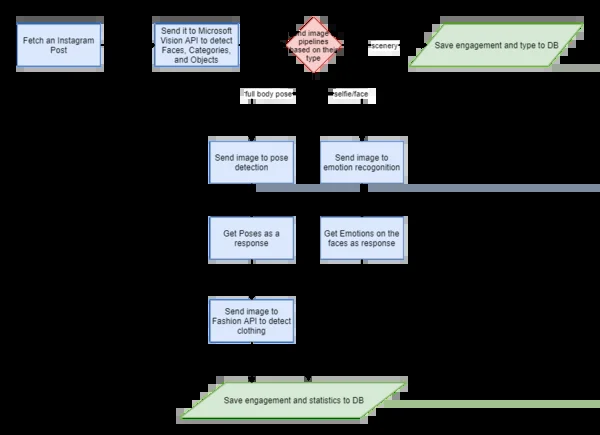 Fetch an Instagram
Post
Send it to Microsoft
Vision API to detect
Faces, Categories,
and Objects
nd image
pipelines
based on the
type
scenery
Save engagement and type to DB
full body pose
selfie/face
Send image to pose
detection
Send image to
emotion recogonition
Get Poses as a
response
Get Emotions on the
faces as response
Send image to
Fashion API to detect
clothing
Save engagement and statistics to DB